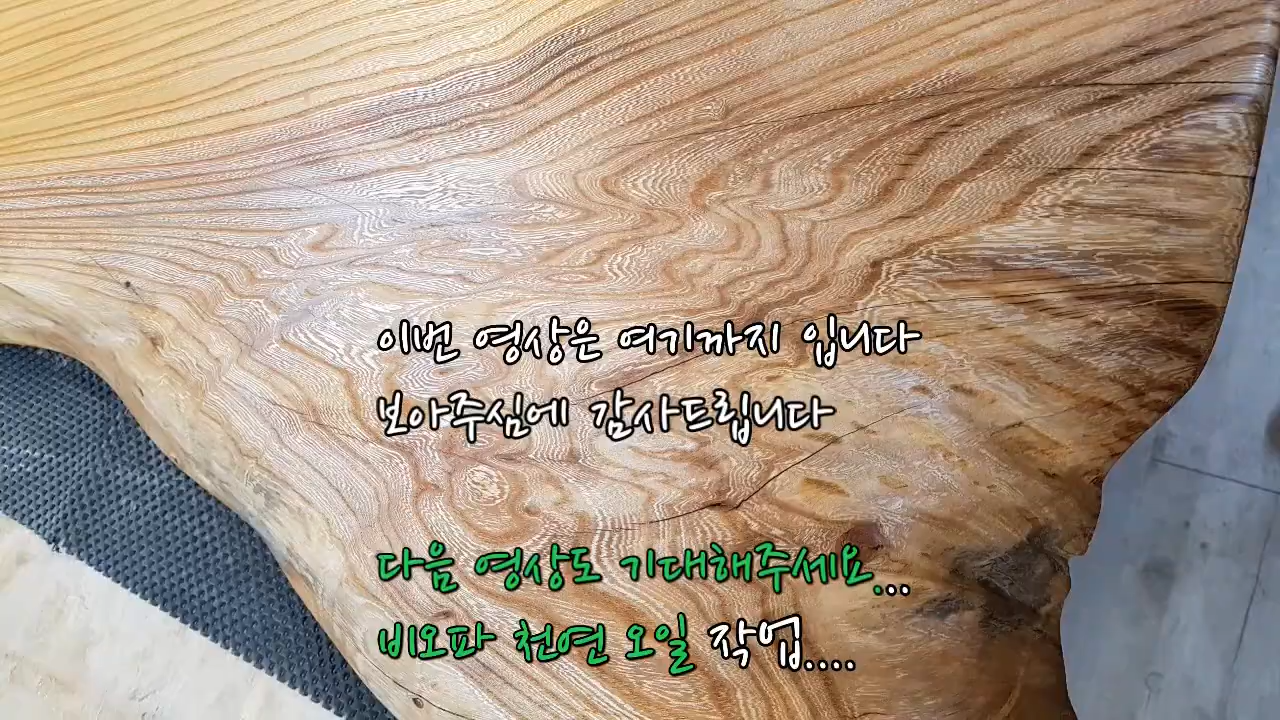 이번 영상은 여기까지 입니다
보아주심에 감사드립니다
다음 영상도 기대해주세요...
비오파 천연 오일 작업....